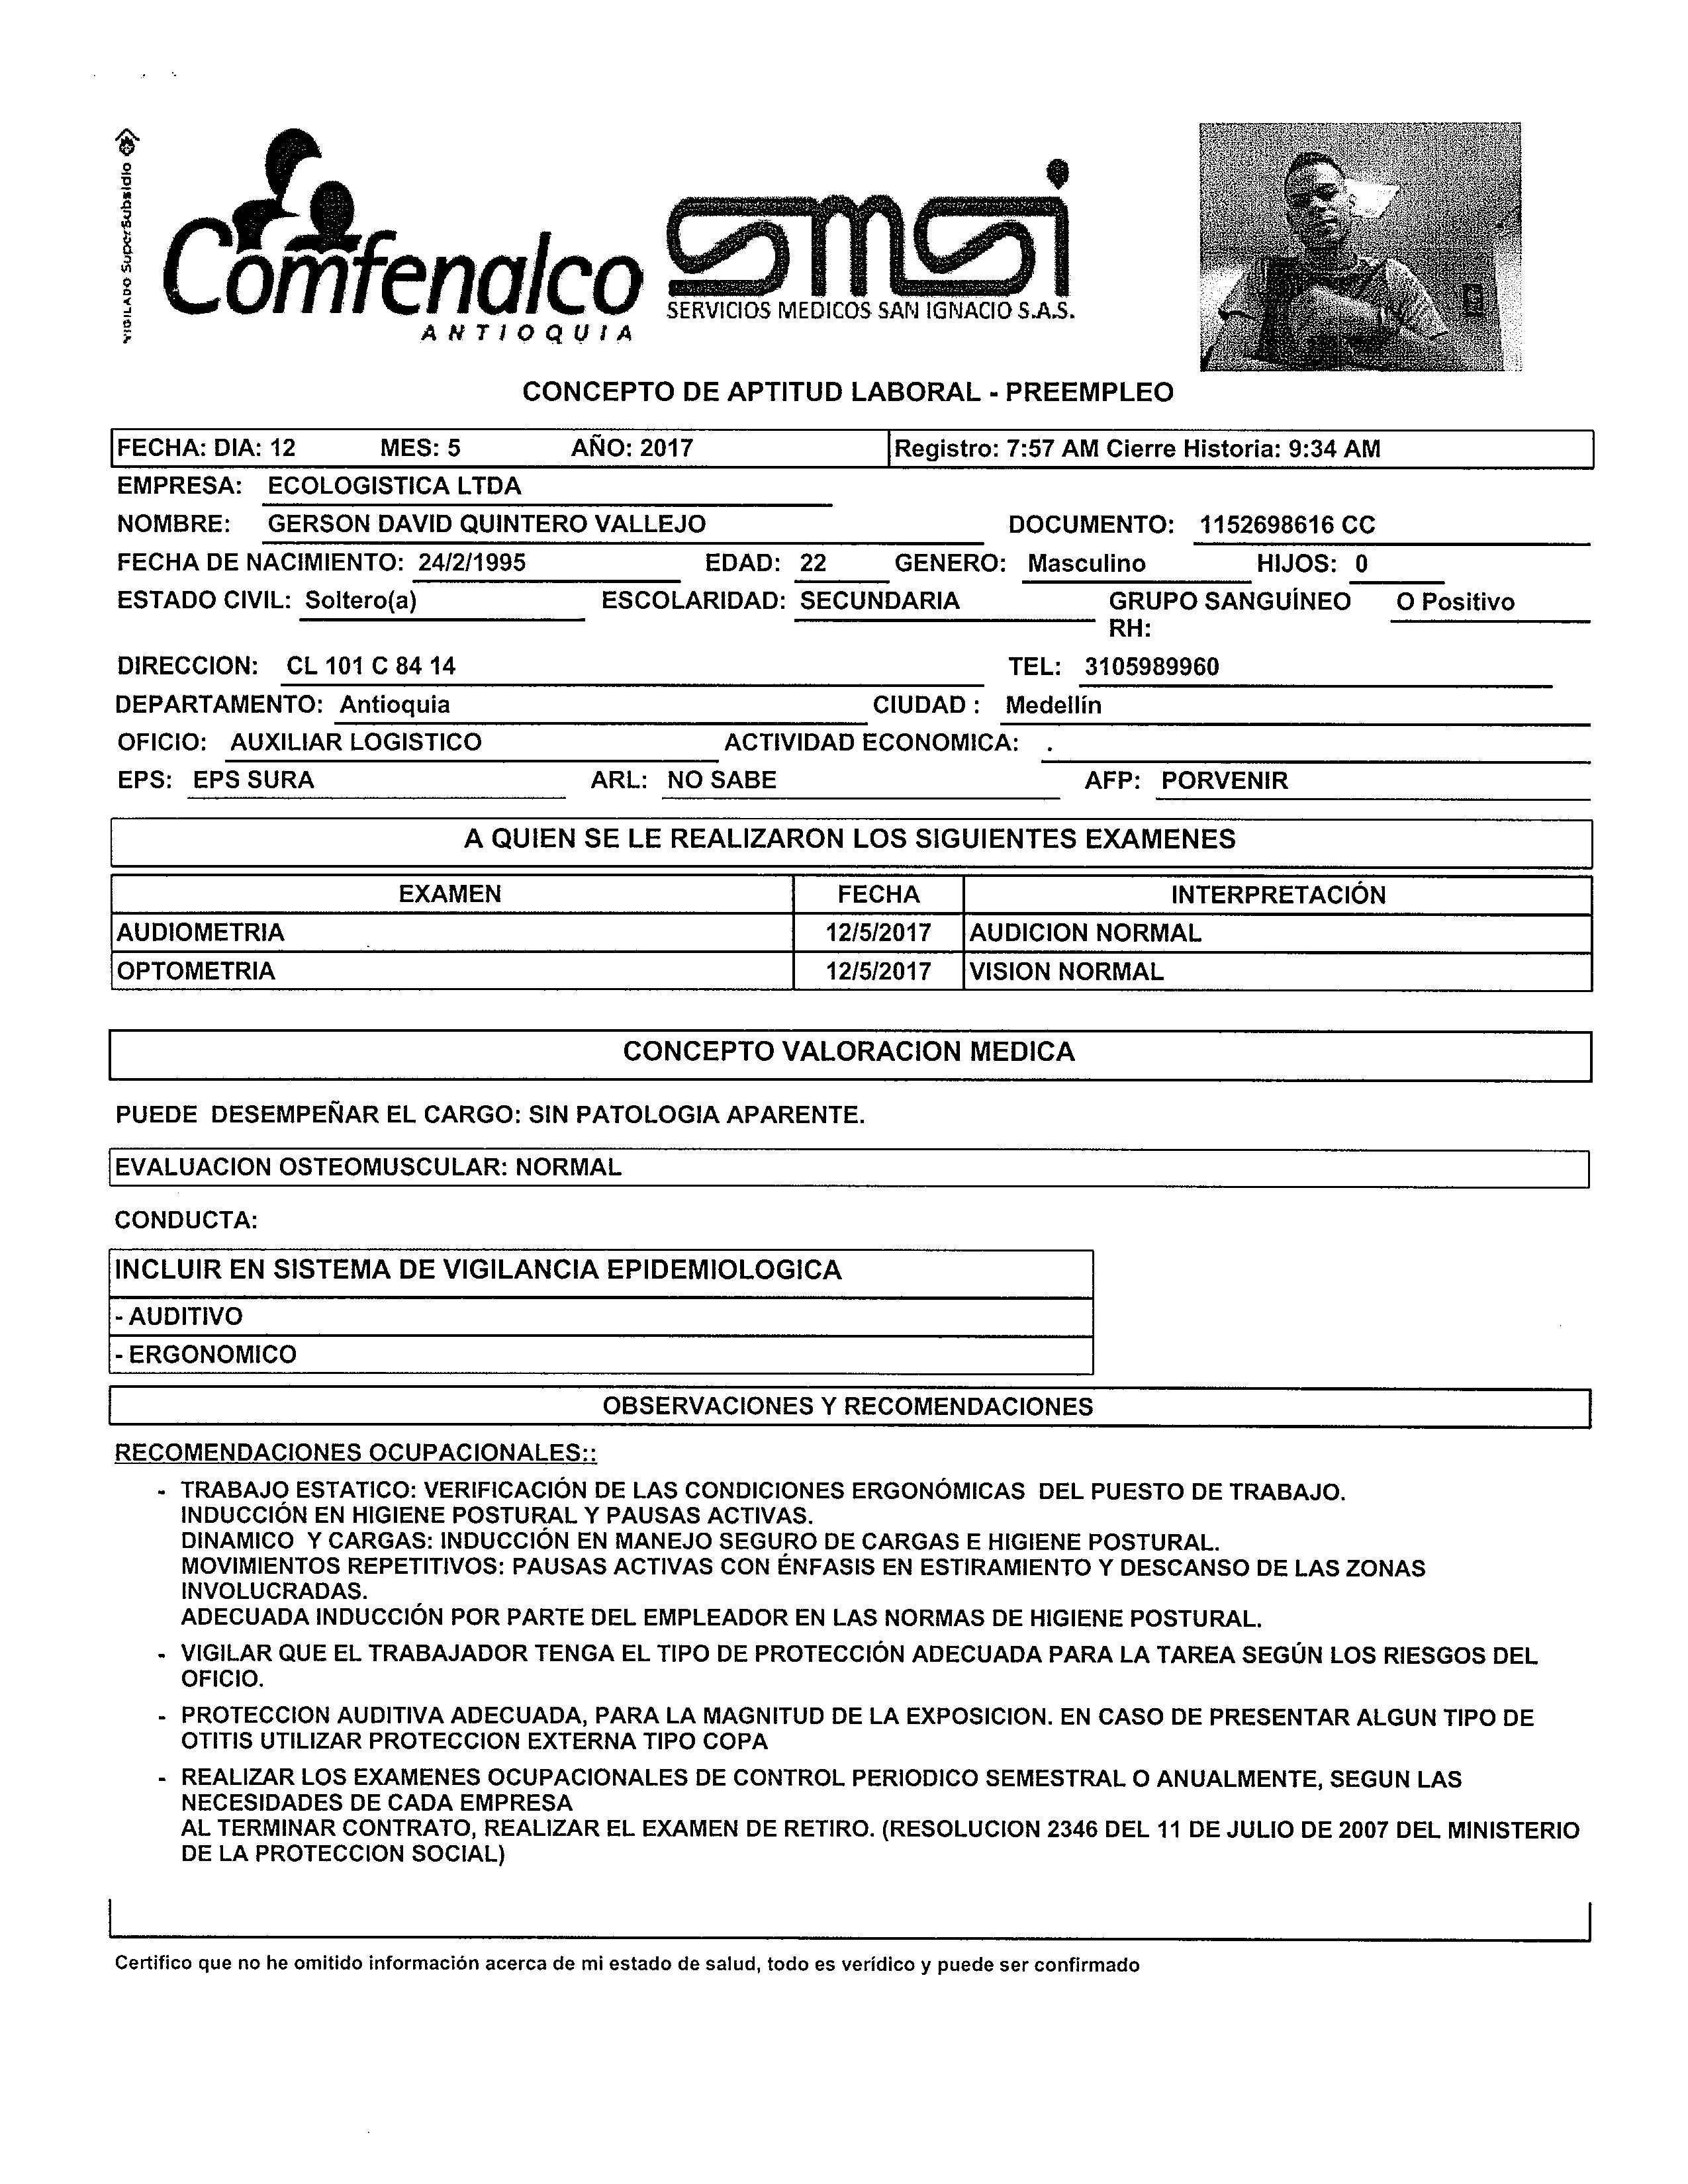 VIGILADO SuperSubsidio
Comfenalco
ANTIOQUIA
smsi
SERVICIOS MEDICOS SAN IGNACIO S.A.S.
CONCEPTO DE APTITUD LABORAL - PREEMPLEO
FECHA: DIA: 12 MES: 5 AÑO: 2017 Registro: 7:57 AM Cierre Historia: 9:34 AM
EMPRESA: ECOLOGISTICA LTDA
NOMBRE: GERSON DAVID QUINTERO VALLEJO DOCUMENTO: 1152698616 CC
FECHA DE NACIMIENTO: 24/2/1995 EDAD: 22 GENERO: Masculino HIJOS: 0
ESTADO CIVIL: Soltero(a) ESCOLARIDAD: SECUNDARIA GRUPO SANGUÍNEO O Positivo
RH:
DIRECCION: CL 101 C 84 14 TEL: 3105989960
DEPARTAMENTO: Antioquia CIUDAD : Medellín
OFICIO: AUXILIAR LOGISTICO ACTIVIDAD ECONOMICA: .
EPS: EPS SURA ARL: NO SABE AFP: PORVENIR
A QUIEN SE LE REALIZARON LOS SIGUIENTES EXAMENES
EXAMEN FECHA INTERPRETACIÓN
AUDIOMETRIA 12/5/2017 AUDICION NORMAL
OPTOMETRIA 12/5/2017 VISION NORMAL
CONCEPTO VALORACION MEDICA
PUEDE DESEMPEÑAR EL CARGO: SIN PATOLOGIA APARENTE.
EVALUACION OSTEOMUSCULAR: NORMAL
CONDUCTA:
INCLUIR EN SISTEMA DE VIGILANCIA EPIDEMIOLOGICA
- AUDITIVO
- ERGONOMICO
OBSERVACIONES Y RECOMENDACIONES
RECOMENDACIONES OCUPACIONALES::
- TRABAJO ESTATICO: VERIFICACIÓN DE LAS CONDICIONES ERGONÓMICAS DEL PUESTO DE TRABAJO.
INDUCCIÓN EN HIGIENE POSTURAL Y PAUSAS ACTIVAS.
DINAMICO Y CARGAS: INDUCCIÓN EN MANEJO SEGURO DE CARGAS E HIGIENE POSTURAL.
MOVIMIENTOS REPETITIVOS: PAUSAS ACTIVAS CON ÉNFASIS EN ESTIRAMIENTO Y DESCANSO DE LAS ZONAS
INVOLUCRADAS.
ADECUADA INDUCCIÓN POR PARTE DEL EMPLEADOR EN LAS NORMAS DE HIGIENE POSTURAL.
- VIGILAR QUE EL TRABAJADOR TENGA EL TIPO DE PROTECCIÓN ADECUADA PARA LA TAREA SEGÚN LOS RIESGOS DEL
OFICIO.
- PROTECCION AUDITIVA ADECUADA, PARA LA MAGNITUD DE LA EXPOSICION. EN CASO DE PRESENTAR ALGUN TIPO DE
OTITIS UTILIZAR PROTECCION EXTERNA TIPO COPA
- REALIZAR LOS EXAMENES OCUPACIONALES DE CONTROL PERIODICO SEMESTRAL O ANUALMENTE, SEGUN LAS
NECESIDADES DE CADA EMPRESA
AL TERMINAR CONTRATO, REALIZAR EL EXAMEN DE RETIRO. (RESOLUCION 2346 DEL 11 DE JULIO DE 2007 DEL MINISTERIO
DE LA PROTECCION SOCIAL)
Certifico que no he omitido información acerca de mi estado de salud, todo es verídico y puede ser confirmado